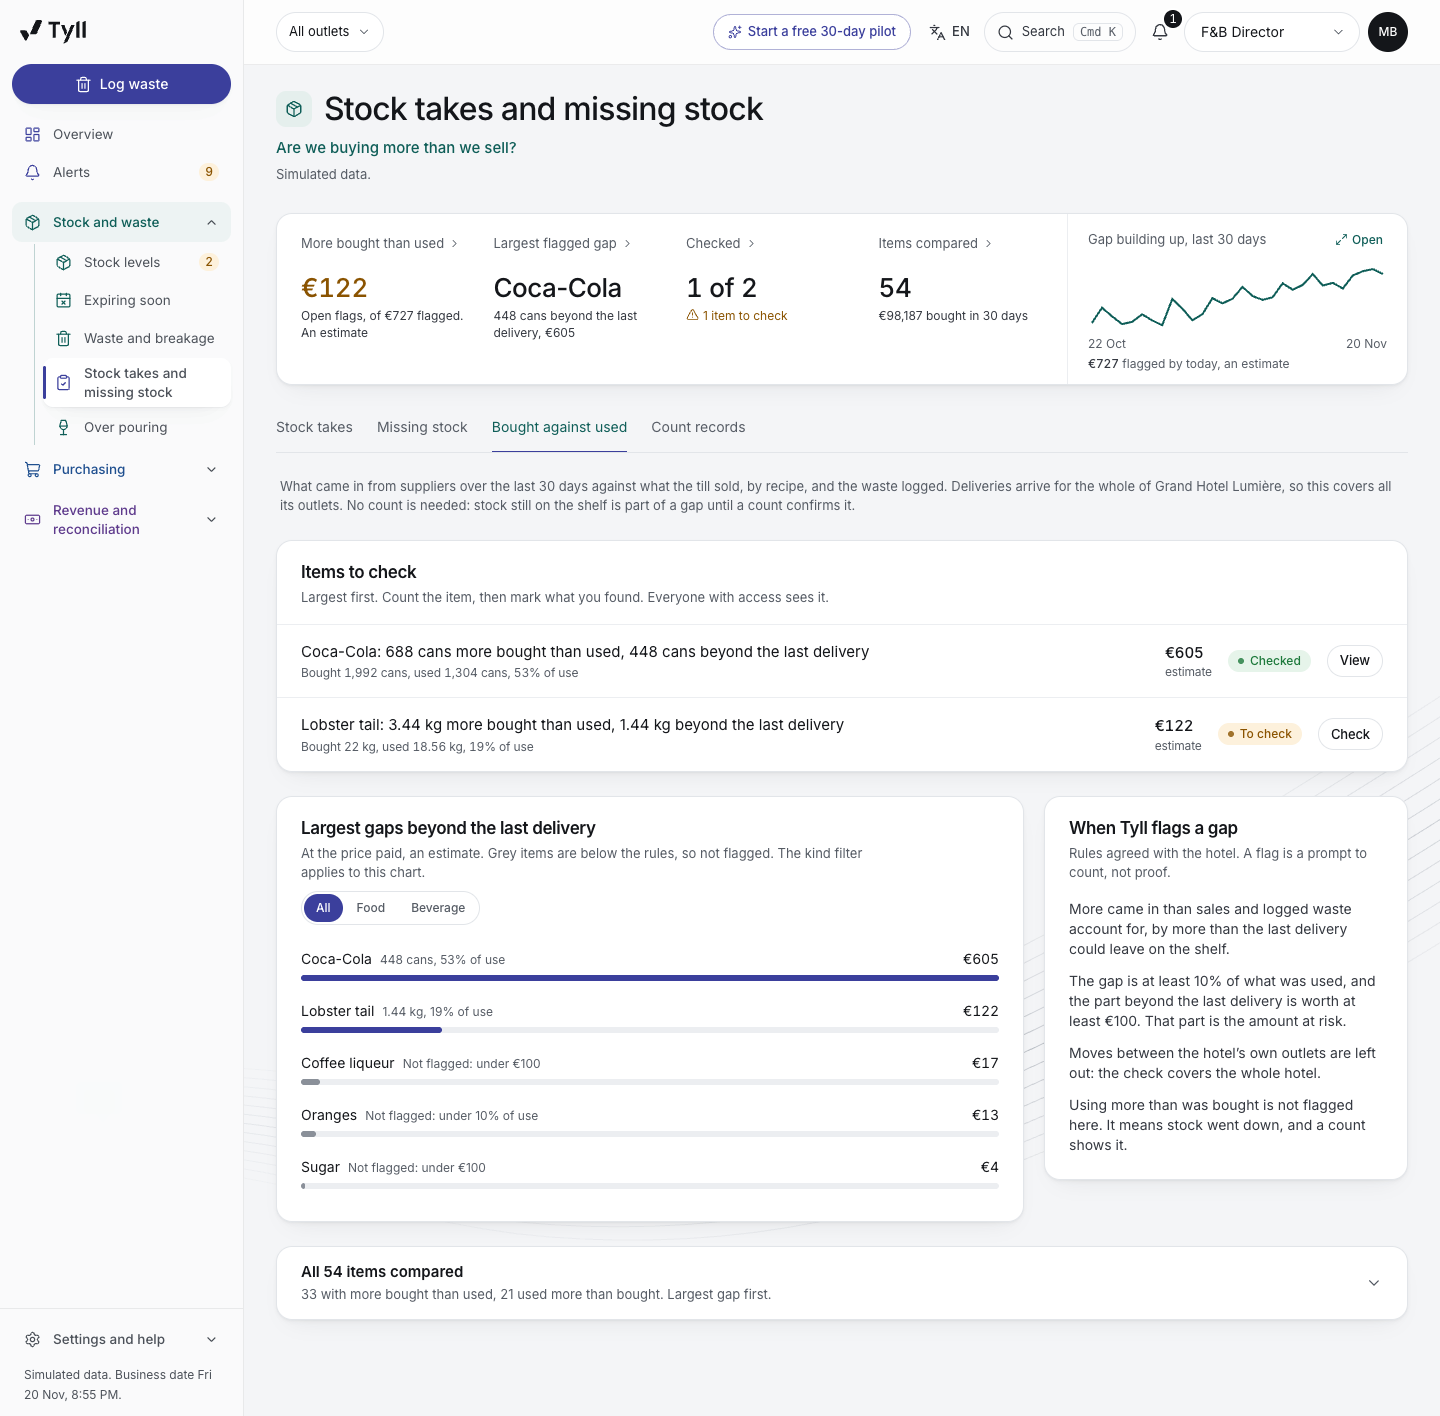 Tyll
Log waste
Overview
Alerts 9
Stock and waste
Stock levels 2
Expiring soon
Waste and breakage
Stock takes and
missing stock
Over pouring
Purchasing
Revenue and
reconciliation
Settings and help
Simulated data. Business date Fri
20 Nov, 8:55 PM.
All outlets
Start a free 30-day pilot
EN
Search Cmd K
1
F&B Director
MB
Stock takes and missing stock
Are we buying more than we sell?
Simulated data.
More bought than used
€122
Open flags, of €727 flagged.
An estimate
Largest flagged gap
Coca-Cola
448 cans beyond the last
delivery, €605
Checked
1 of 2
1 item to check
Items compared
54
€98,187 bought in 30 days
Gap building up, last 30 days
Open
22 Oct 20 Nov
€727 flagged by today, an estimate
Stock takes Missing stock Bought against used Count records
What came in from suppliers over the last 30 days against what the till sold, by recipe, and the waste logged. Deliveries arrive for the whole of Grand Hotel Lumière, so this covers all
its outlets. No count is needed: stock still on the shelf is part of a gap until a count confirms it.
Items to check
Largest first. Count the item, then mark what you found. Everyone with access sees it.
Coca-Cola: 688 cans more bought than used, 448 cans beyond the last delivery
Bought 1,992 cans, used 1,304 cans, 53% of use
€605
estimate
Checked
View
Lobster tail: 3.44 kg more bought than used, 1.44 kg beyond the last delivery
Bought 22 kg, used 18.56 kg, 19% of use
€122
estimate
To check
Check
Largest gaps beyond the last delivery
At the price paid, an estimate. Grey items are below the rules, so not flagged. The kind filter
applies to this chart.
All Food Beverage
Coca-Cola 448 cans, 53% of use €605
Lobster tail 1.44 kg, 19% of use €122
Coffee liqueur Not flagged: under €100 €17
Oranges Not flagged: under 10% of use €13
Sugar Not flagged: under €100 €4
When Tyll flags a gap
Rules agreed with the hotel. A flag is a prompt to
count, not proof.
More came in than sales and logged waste
account for, by more than the last delivery
could leave on the shelf.
The gap is at least 10% of what was used, and
the part beyond the last delivery is worth at
least €100. That part is the amount at risk.
Moves between the hotel's own outlets are left
out: the check covers the whole hotel.
Using more than was bought is not flagged
here. It means stock went down, and a count
shows it.
All 54 items compared
33 with more bought than used, 21 used more than bought. Largest gap first.